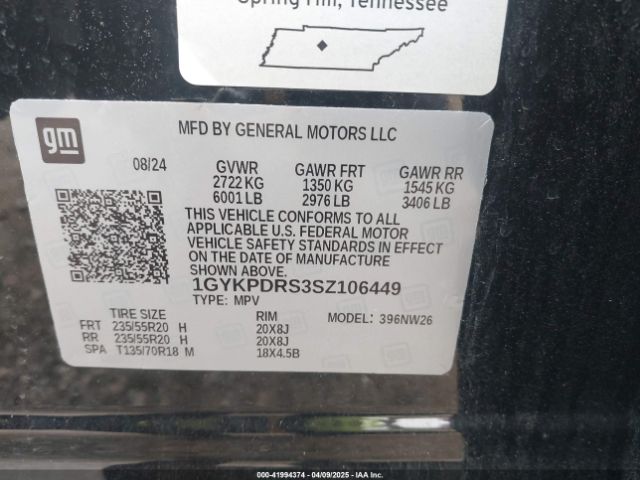 Spring Hill, Tennessee
gm
MFD BY GENERAL MOTORS LLC
08/24
GVWR GAWR FRT GAWR RR
2722 KG 1350 KG 1545 KG
6001 LB 2976 LB 3406 LB
THIS VEHICLE CONFORMS TO ALL
APPLICABLE U.S. FEDERAL MOTOR
VEHICLE SAFETY STANDARDS IN EFFECT
ON THE DATE OF MANUFACTURE
SHOWN ABOVE.
1GYKPDRS3SZ106449
TYPE: MPV
TIRE SIZE RIM MODEL: 396NW26
FRT 235/55R20 H 20X8J
RR 235/55R20 H 20X8J
SPA T135/70R18 M 18X4.5B
000-41994374 | 04/09/2025 | IAAI.COM